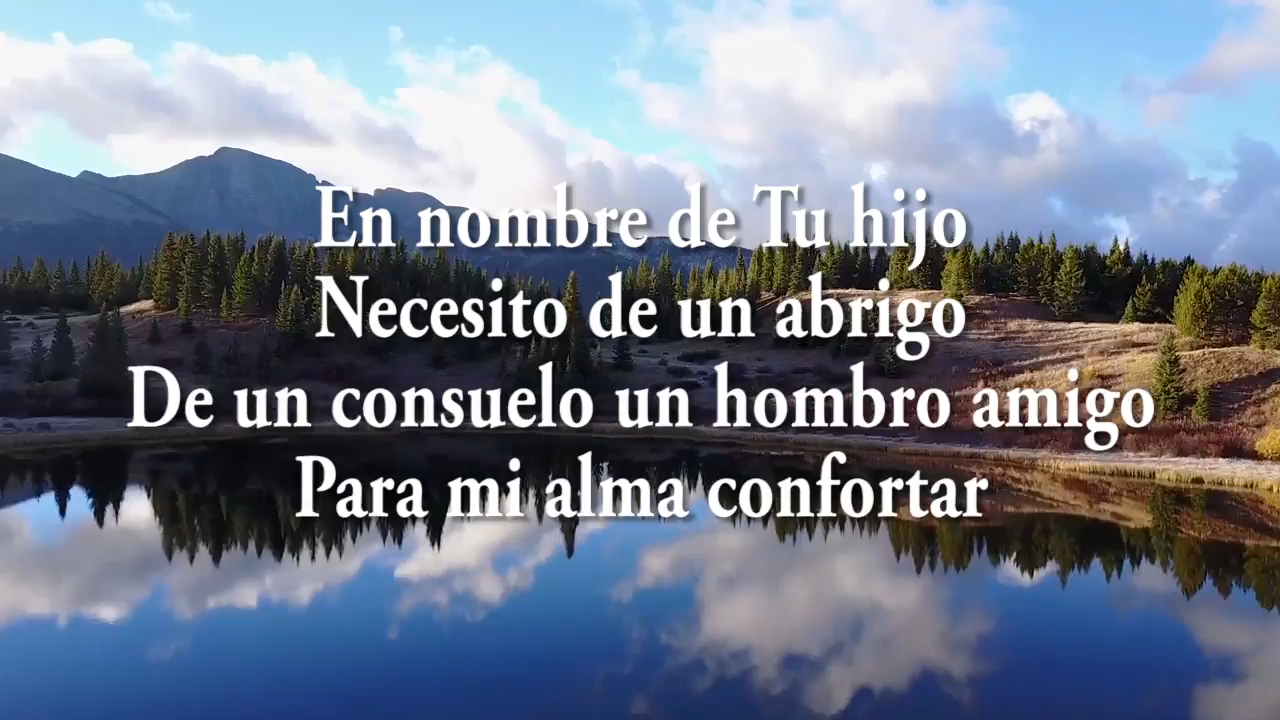 En nombre de Tu hijo
Necesito de un abrigo
De un consuelo un hombro amigo
Para mi alma confortar